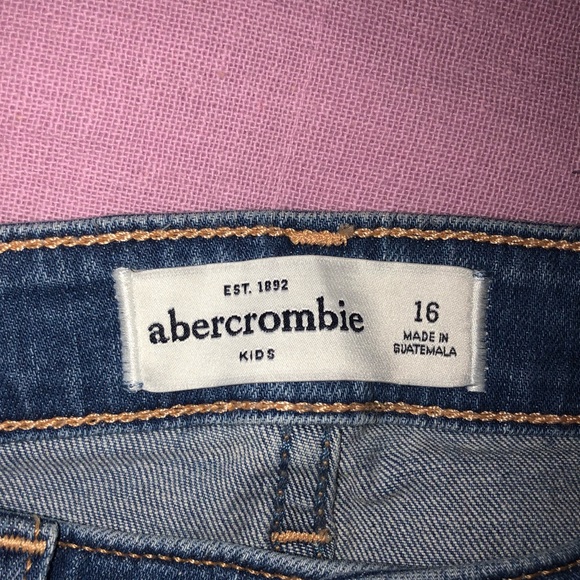 EST. 1892
abercrombie
KIDS
16
MADE IN
GUATEMALA